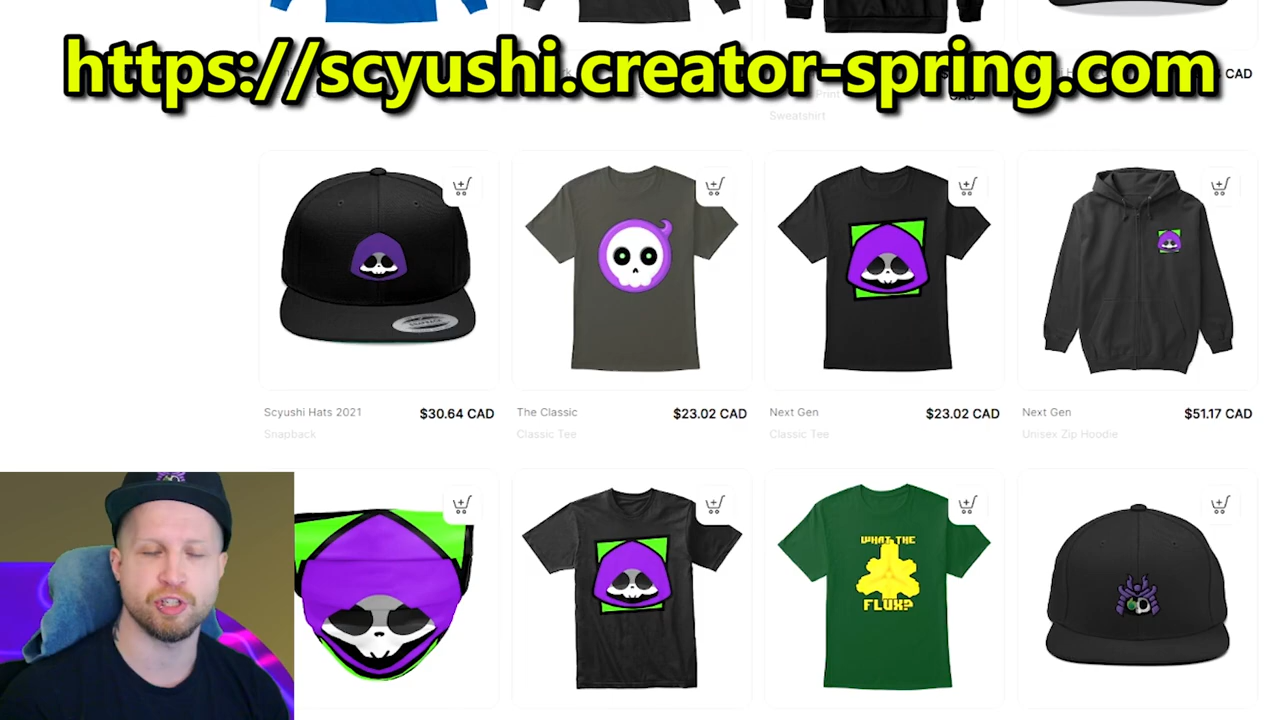 https://scyushi.creator-spring.com
CAD
CAD
Sweatshirt
Scyushi Hats 2021 $30.64 CAD
Snapback
The Classic $23.02 CAD
Classic Tee
Next Gen $23.02 CAD
Classic Tee
Next Gen $51.17 CAD
Unisex Zip Hoodie
WHAT THE
FLUX?